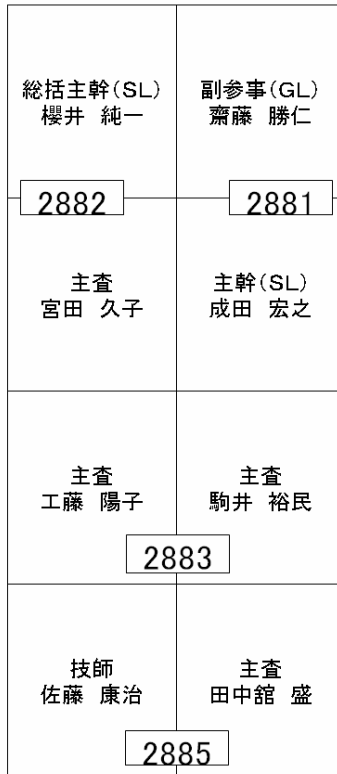 総括主幹(SL)
櫻井 純一
副参事(GL)
齋藤 勝仁
2882
2881
主査
宮田 久子
主幹(SL)
成田 宏之
主査
工藤 陽子
主査
駒井 裕民
2883
技師
佐藤 康治
主査
田中舘 盛
2885